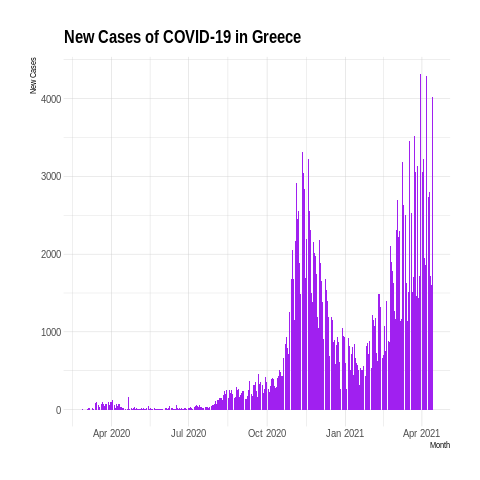 New Cases of COVID-19 in Greece
New Cases
4000
3000
2000
1000
0
Apr 2020 Jul 2020 Oct 2020 Jan 2021 Apr 2021
Month